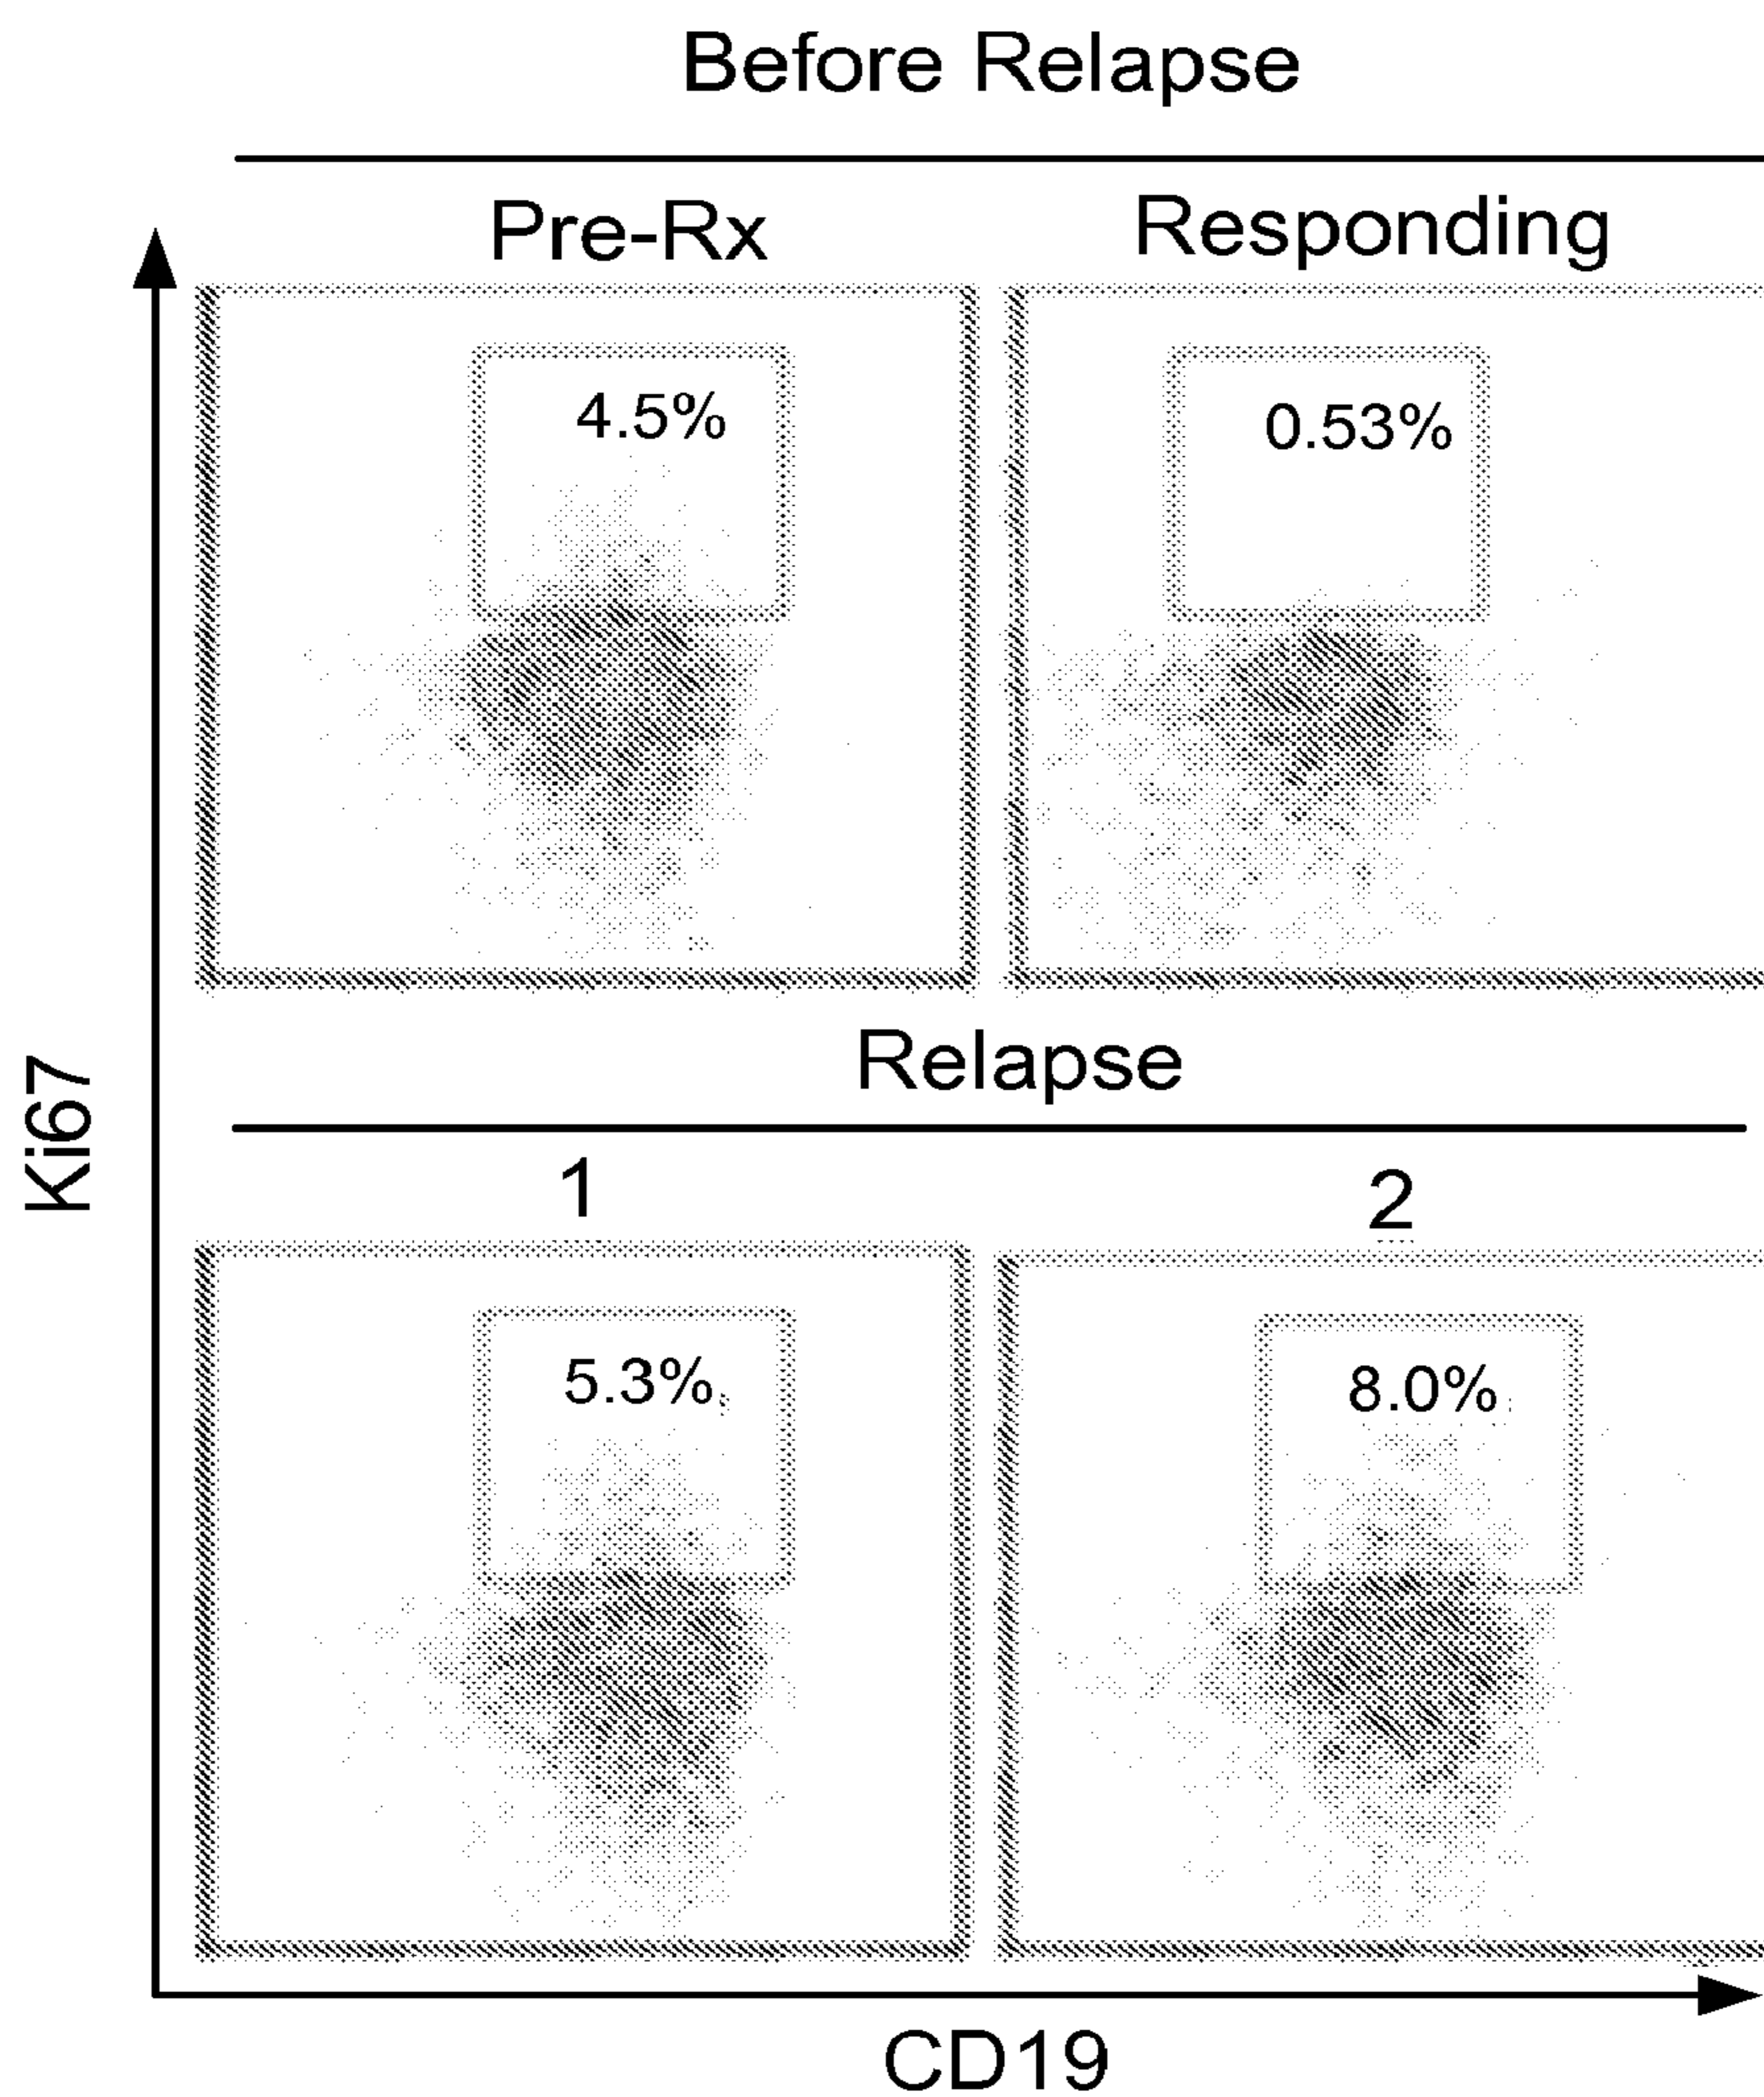 Before Relapse
Pre-Rx Responding
4.5% 0.53%
Relapse
1 2
5.3% 8.0%
Ki67
CD19